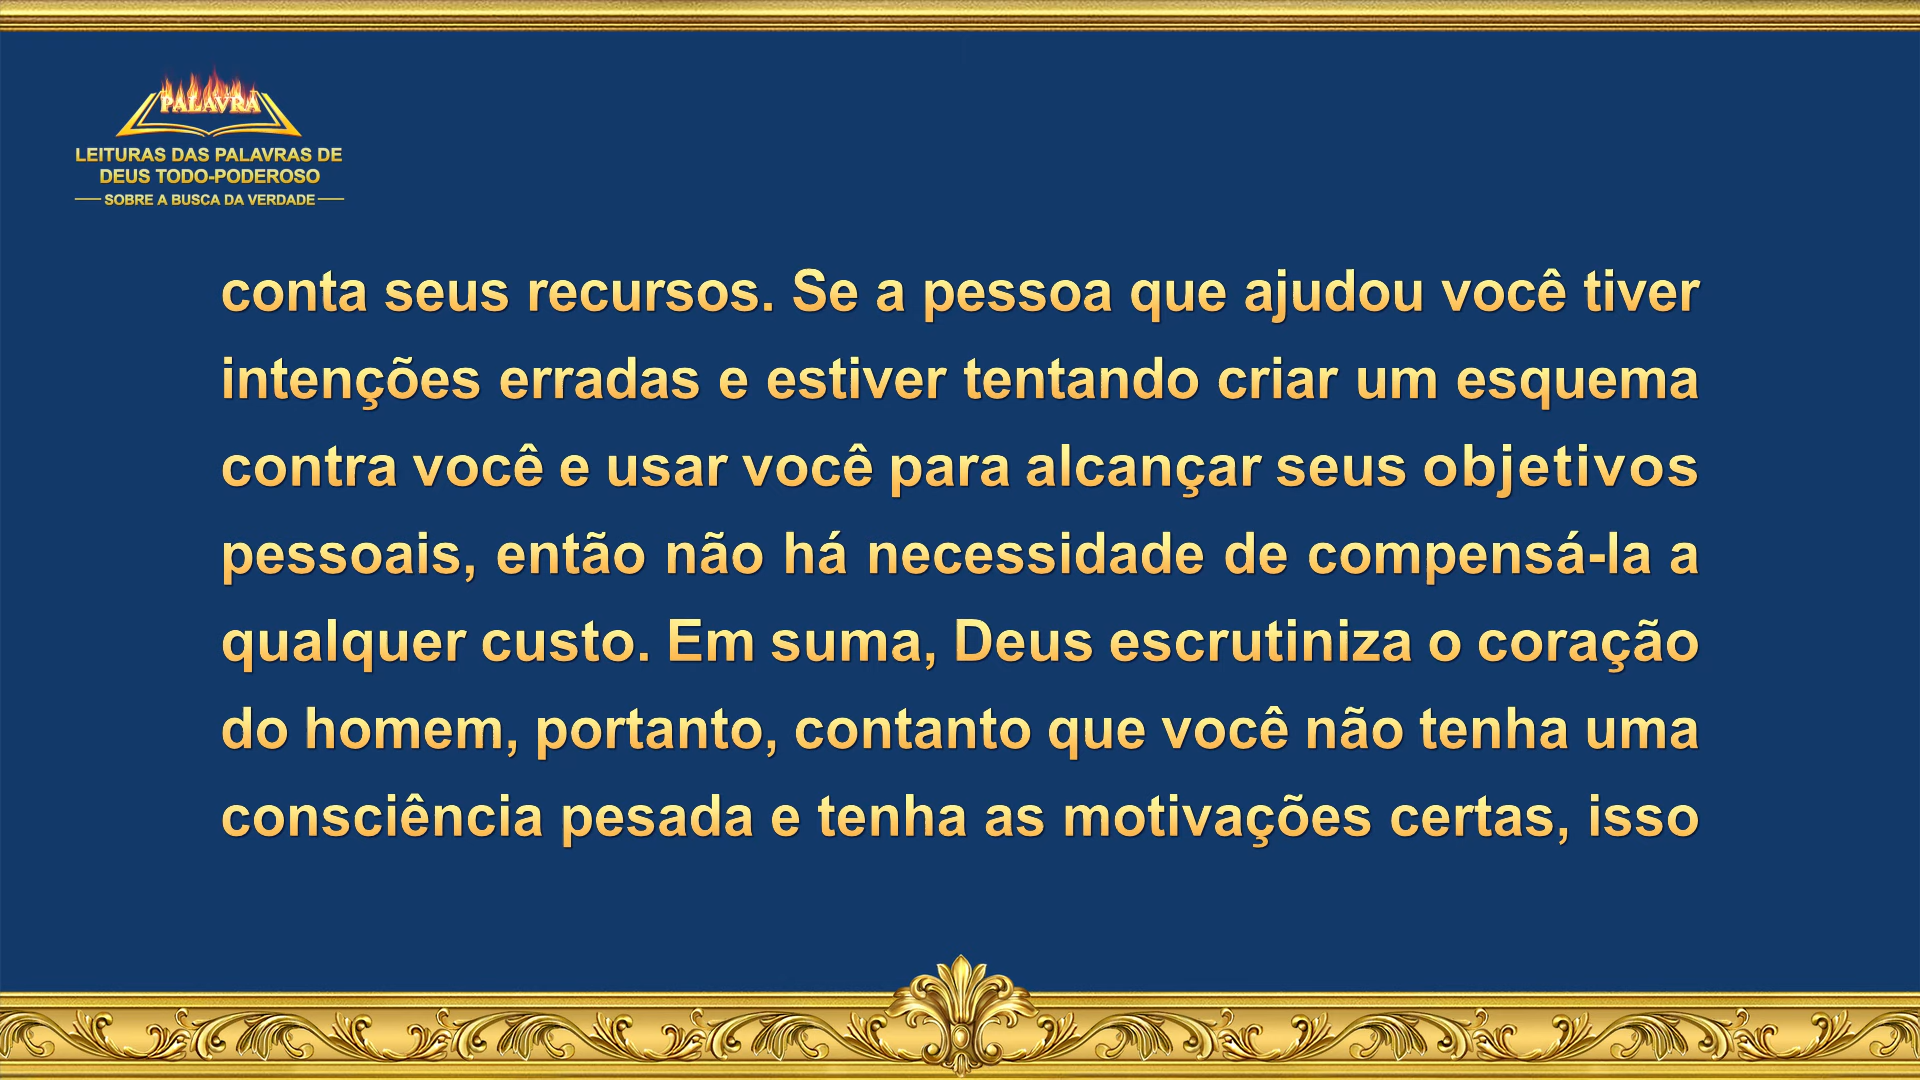 PALAVRA
LEITURAS DAS PALAVRAS DE
DEUS TODO-PODEROSO
SOBRE A BUSCA DA VERDADE
conta seus recursos. Se a pessoa que ajudou você tiver
intenções erradas e estiver tentando criar um esquema
contra você e usar você para alcançar seus objetivos
pessoais, então não há necessidade de compensá-la a
qualquer custo. Em suma, Deus escrutiniza o coração
do homem, portanto, contanto que você não tenha uma
consciência pesada e tenha as motivações certas, isso